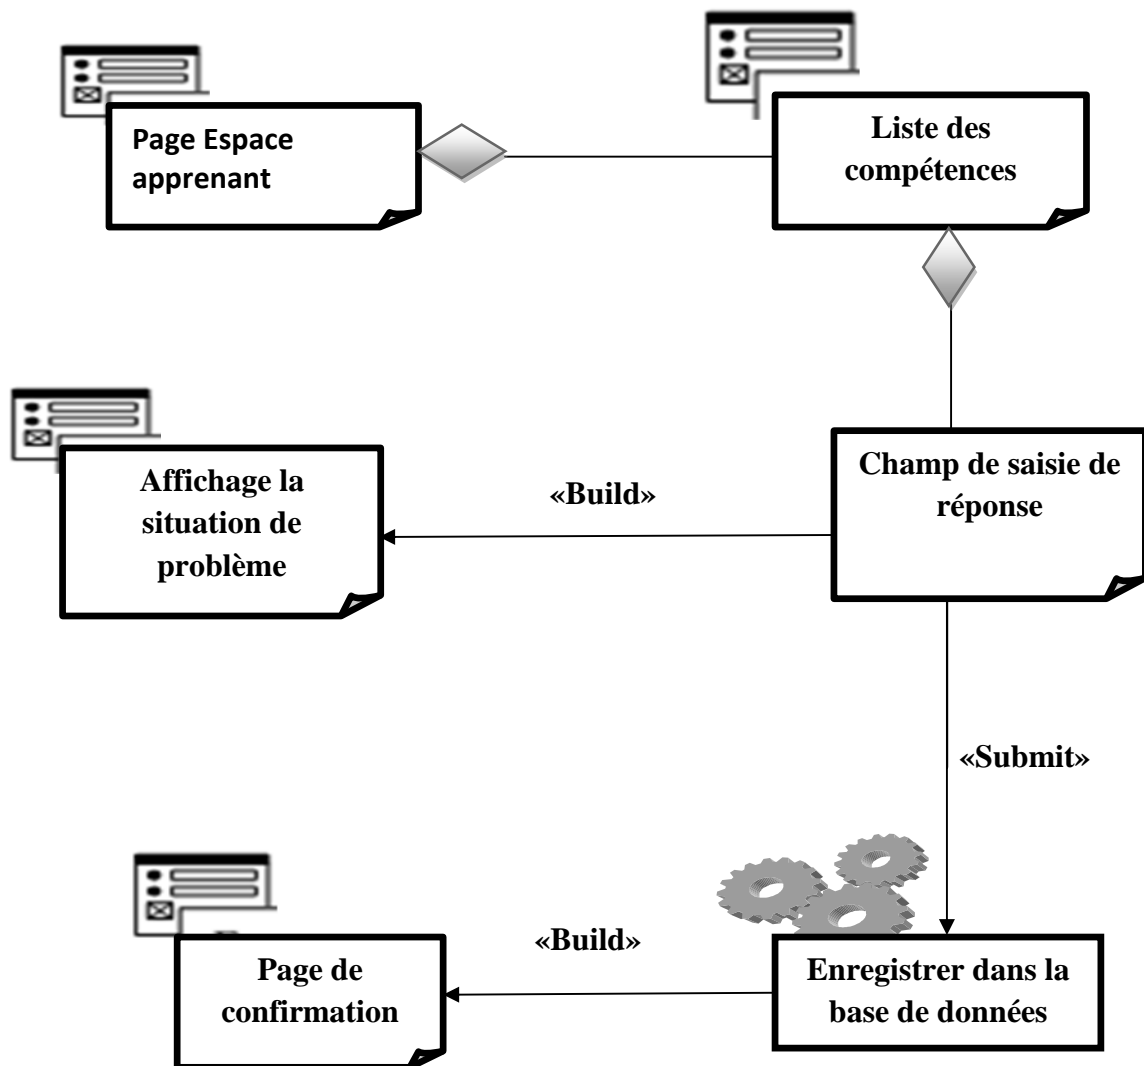 Page Espace
apprenant
Liste des
compétences
Affichage la
situation de
problème
«Build»
Champ de saisie de
réponse
«Submit»
Page de
confirmation
«Build»
Enregistrer dans la
base de données